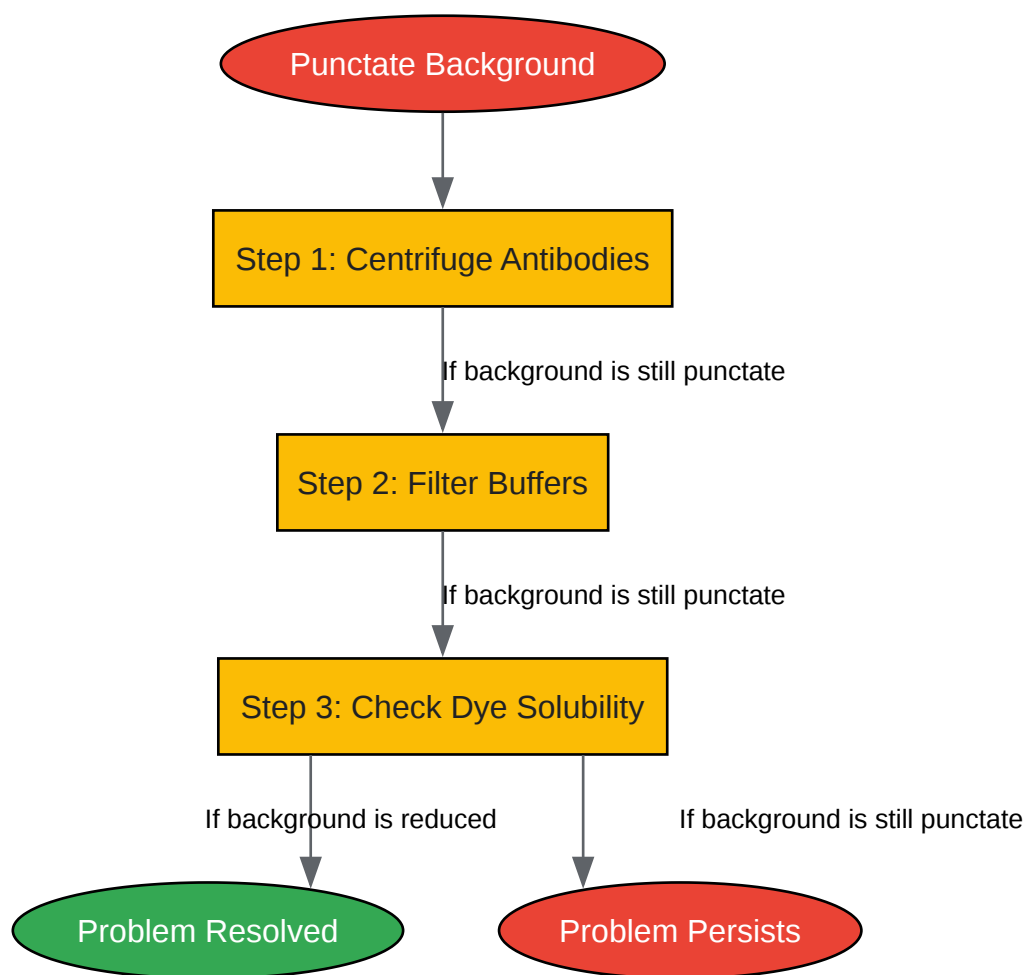 Punctate Background
Step 1: Centrifuge Antibodies
If background is still punctate
Step 2: Filter Buffers
If background is still punctate
Step 3: Check Dye Solubility
If background is reduced
If background is still punctate
Problem Resolved
Problem Persists